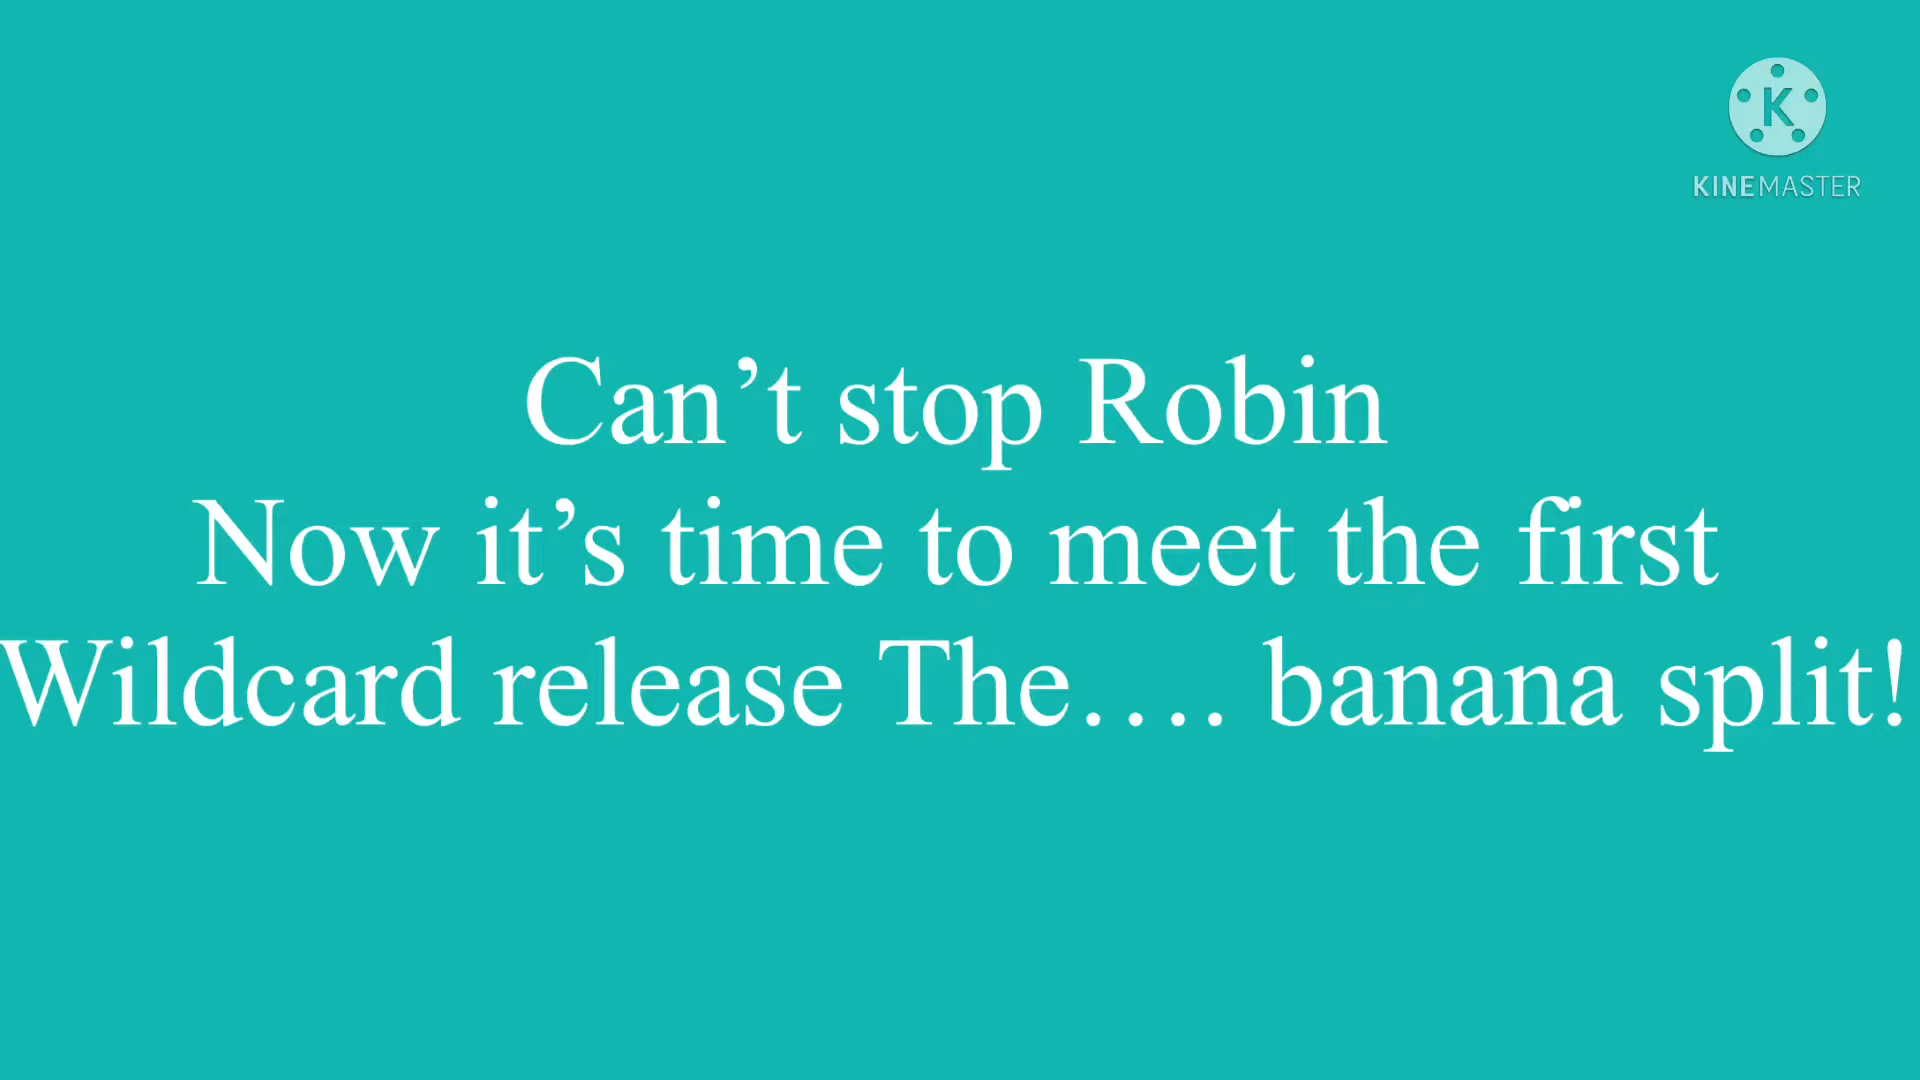 K
KINEMASTER
Can’t stop Robin
Now it’s time to meet the first
Wildcard release The…. banana split!